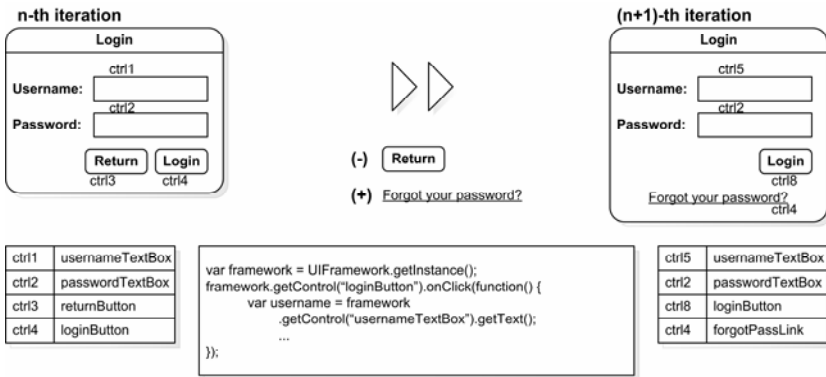 n-th iteration
Login
ctrl1
Username:
ctrl2
Password:
Return Login
ctrl3 ctrl4
(-) Return
(+) Forgot your password?
(n+1)-th iteration
Login
ctrl5
Username:
ctrl2
Password:
Login
ctrl8
Forgot your password?
ctrl4
ctrl1 usernameTextBox
ctrl2 passwordTextBox
ctrl3 returnButton
ctrl4 loginButton
var framework = UIFramework.getInstance();
framework.getControl(“loginButton”).onClick(function() {
var username = framework
.getControl(“usernameTextBox”).getText();
...
});
ctrl5 usernameTextBox
ctrl2 passwordTextBox
ctrl8 loginButton
ctrl4 forgotPassLink